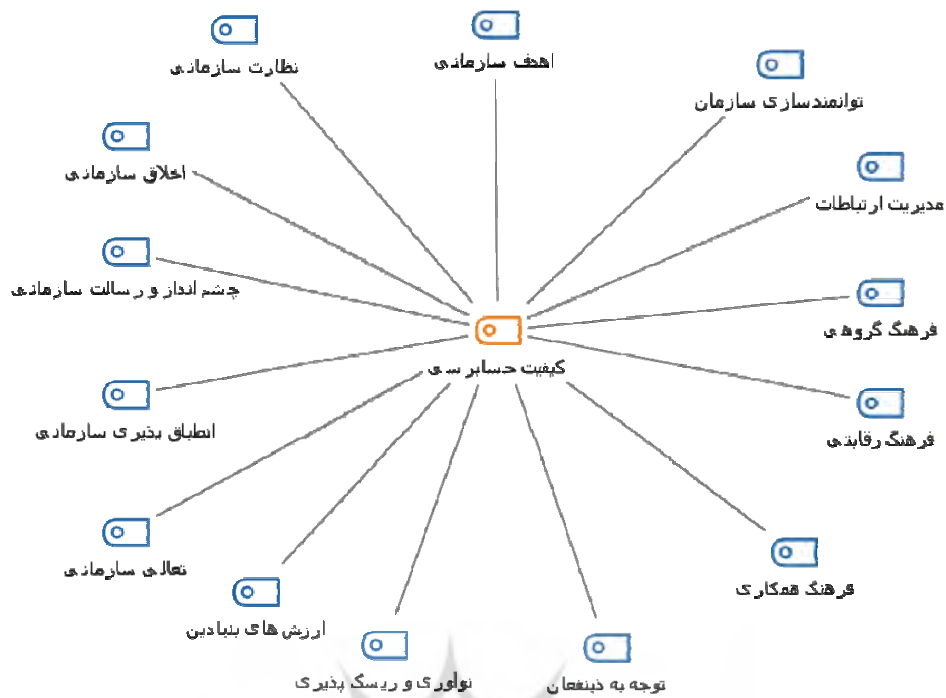 اهدف سازمانی
نظارت سازمانی
توانمندسازی سازمان
اخلاق سازمانی
مدیریت ارتباطات
چشم انداز و رسالت سازمانی
فرهنگ گروهی
کیفیت حسابرسی
انطباق پذیری سازمانی
فرهنگ رقابتی
تعالی سازمانی
فرهنگ همکاری
ارزش های بنیادین
نوآوری و ریسک پذیری
توجه به ذینفعان